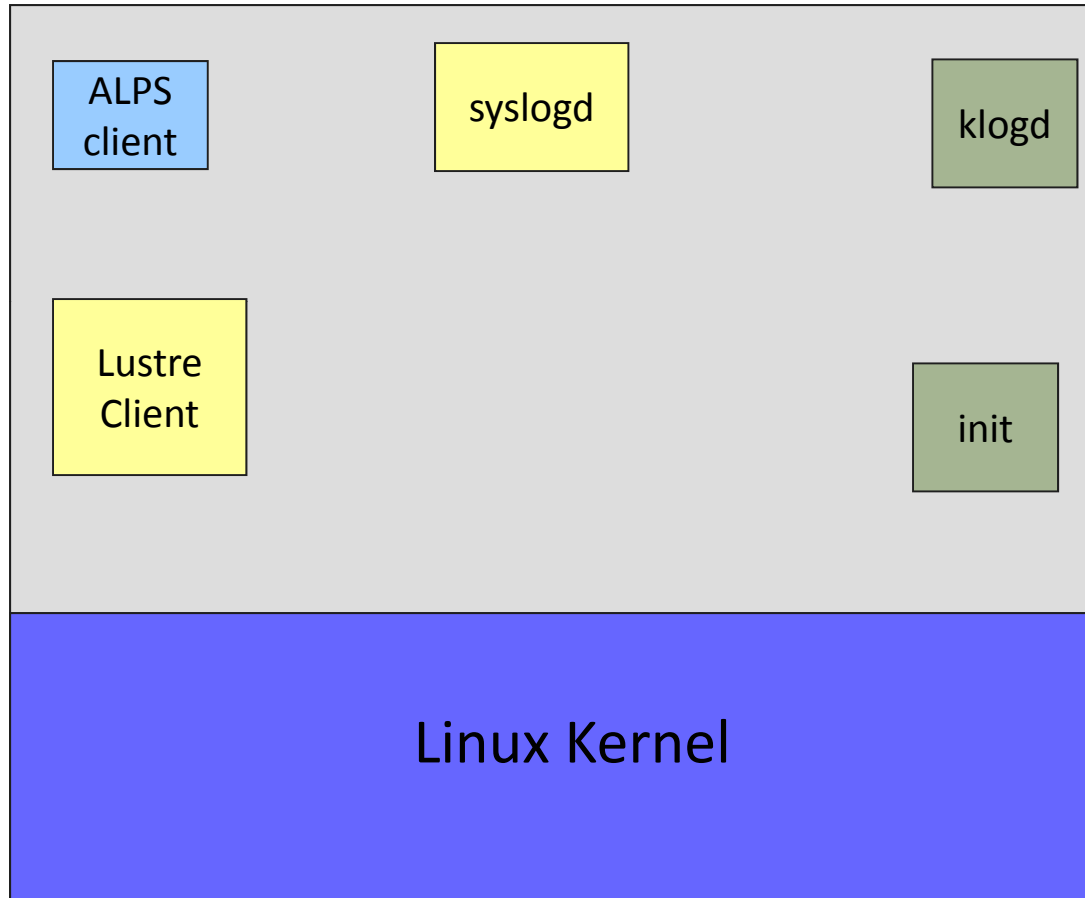 ALPS
client
syslogd
klogd
Lustre
Client
init
Linux Kernel